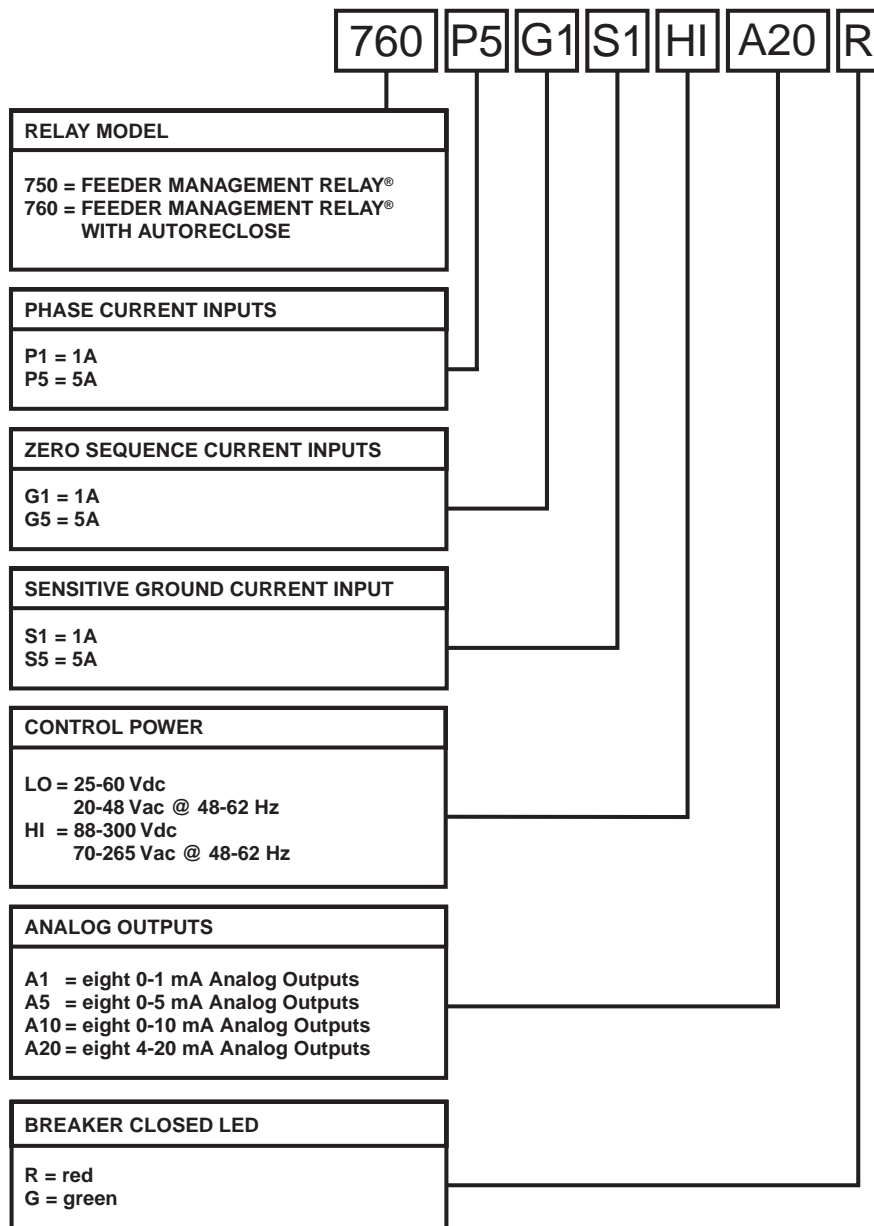 760 P5 G1 S1 HI A20 R
RELAY MODEL
750 = FEEDER MANAGEMENT RELAY®
760 = FEEDER MANAGEMENT RELAY®
WITH AUTORECLOSE
PHASE CURRENT INPUTS
P1 = 1A
P5 = 5A
ZERO SEQUENCE CURRENT INPUTS
G1 = 1A
G5 = 5A
SENSITIVE GROUND CURRENT INPUT
S1 = 1A
S5 = 5A
CONTROL POWER
LO = 25-60 Vdc
20-48 Vac @ 48-62 Hz
HI = 88-300 Vdc
70-265 Vac @ 48-62 Hz
ANALOG OUTPUTS
A1 = eight 0-1 mA Analog Outputs
A5 = eight 0-5 mA Analog Outputs
A10 = eight 0-10 mA Analog Outputs
A20 = eight 4-20 mA Analog Outputs
BREAKER CLOSED LED
R = red
G = green